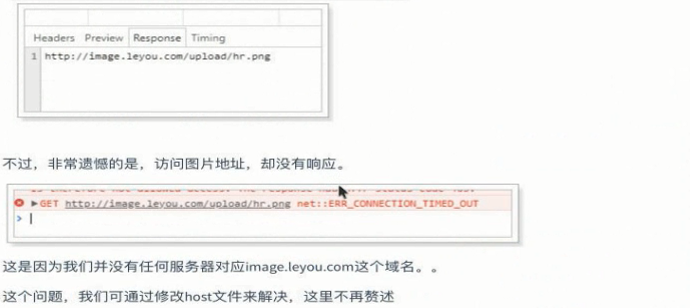 Headers Preview Response Timing
1 http://image.leyou.com/upload/hr.png
不过，非常遗憾的是，访问图片地址，却没有响应。
GET http://image.leyou.com/upload/hr.png net::ERR_CONNECTION_TIMED_OUT
这是因为我们并没有任何服务器对应image.leyou.com这个域名。。
这个问题，我们可通过修改host文件来解决，这里不再赘述